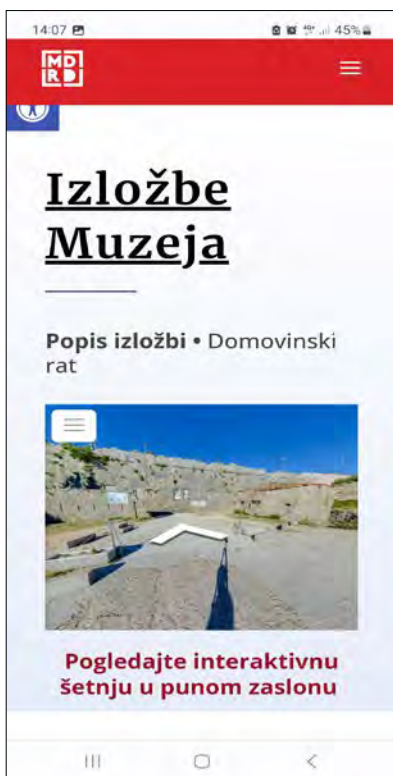 14:07
45%
MD
RD
Izložbe
Muzeja
Popis izložbi • Domovinski
rat
Pogledajte interaktivnu
šetnju u punom zaslonu